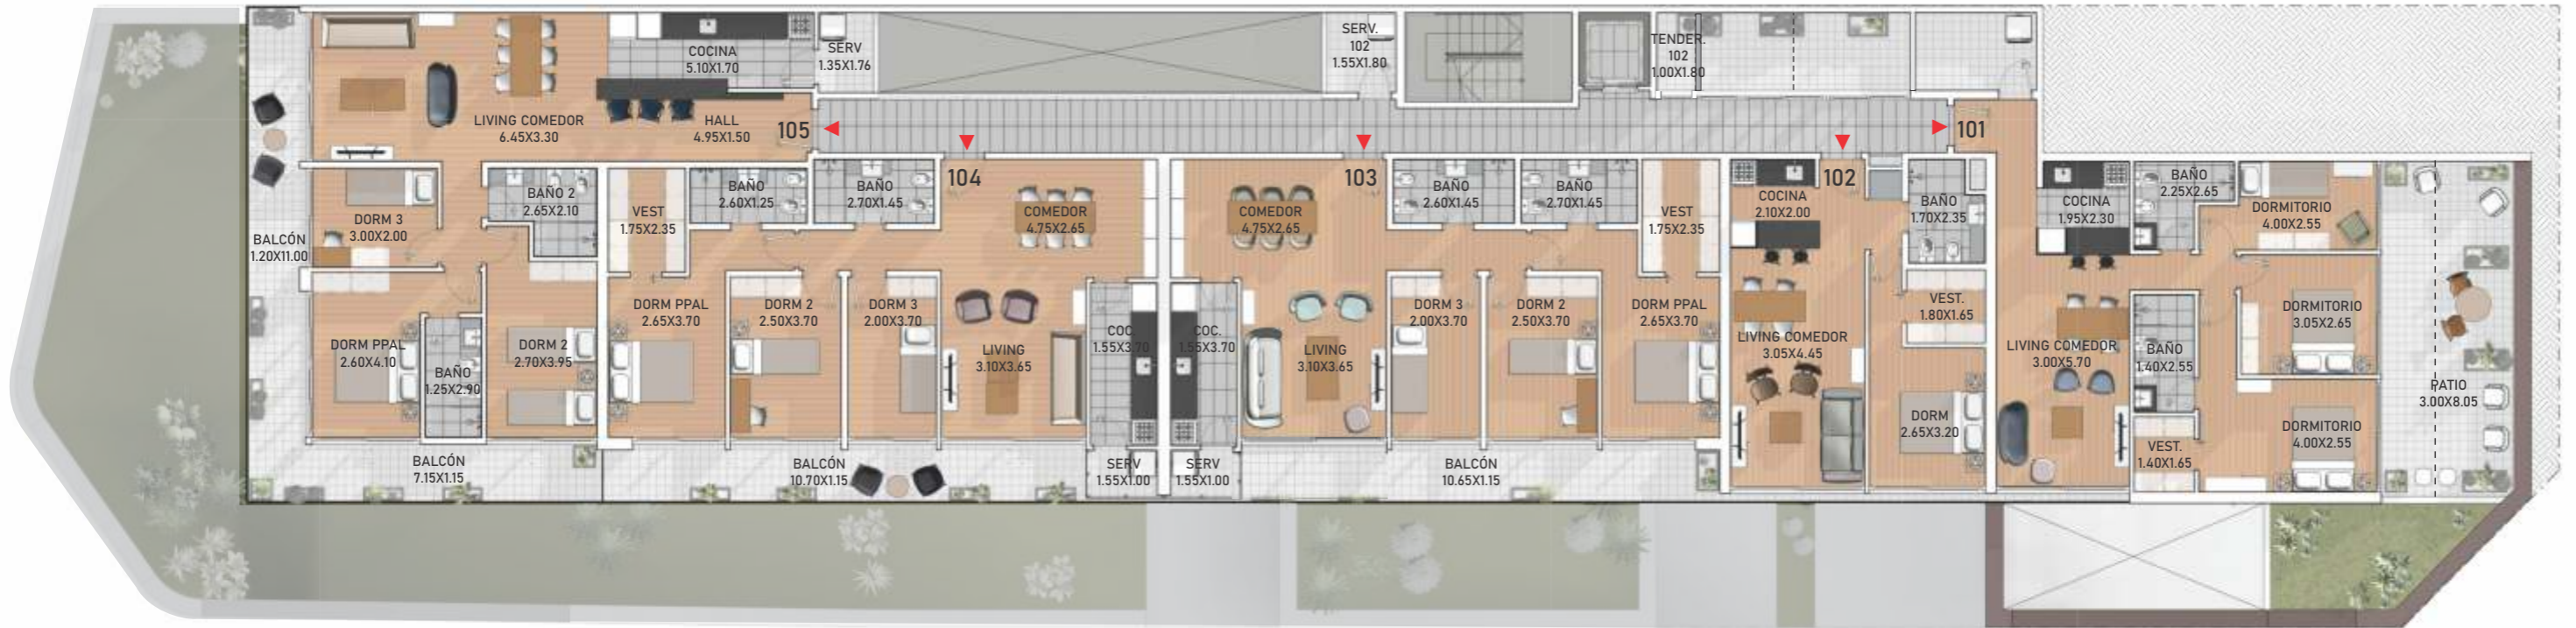 COCINA
5.10X1.70
SERV
1.35X1.76
SERV.
102
1.55X1.80
TENDER.
102
1.00X1.80
LIVING COMEDOR
6.45X3.30
HALL
4.95X1.50
105
101
104
103
102
BAÑO 2
2.65X2.10
DORM 3
3.00X2.00
BALCÓN
1.20X11.00
VEST
1.75X2.35
BAÑO
2.60X1.25
BAÑO
2.70X1.45
COMEDOR
4.75X2.65
COMEDOR
4.75X2.65
BAÑO
2.60X1.45
BAÑO
2.70X1.45
VEST
1.75X2.35
COCINA
2.10X2.00
BAÑO
1.70X2.35
COCINA
1.95X2.30
BAÑO
2.25X2.65
DORMITORIO
4.00X2.55
DORM PPAL
2.60X4.10
BAÑO
1.25X2.90
DORM 2
2.70X3.95
DORM PPAL
2.65X3.70
DORM 2
2.50X3.70
DORM 3
2.00X3.70
LIVING
3.10X3.65
COC.
1.55X3.70
COC.
1.55X3.70
LIVING
3.10X3.65
DORM 3
2.00X3.70
DORM 2
2.50X3.70
DORM PPAL
2.65X3.70
LIVING COMEDOR
3.05X4.45
VEST.
1.80X1.65
DORM
2.65X3.20
LIVING COMEDOR
3.00X5.70
BAÑO
1.40X2.55
DORMITORIO
3.05X2.65
PATIO
3.00X8.05
DORMITORIO
4.00X2.55
VEST.
1.40X1.65
BALCÓN
7.15X1.15
BALCÓN
10.70X1.15
SERV
1.55X1.00
SERV
1.55X1.00
BALCÓN
10.65X1.15